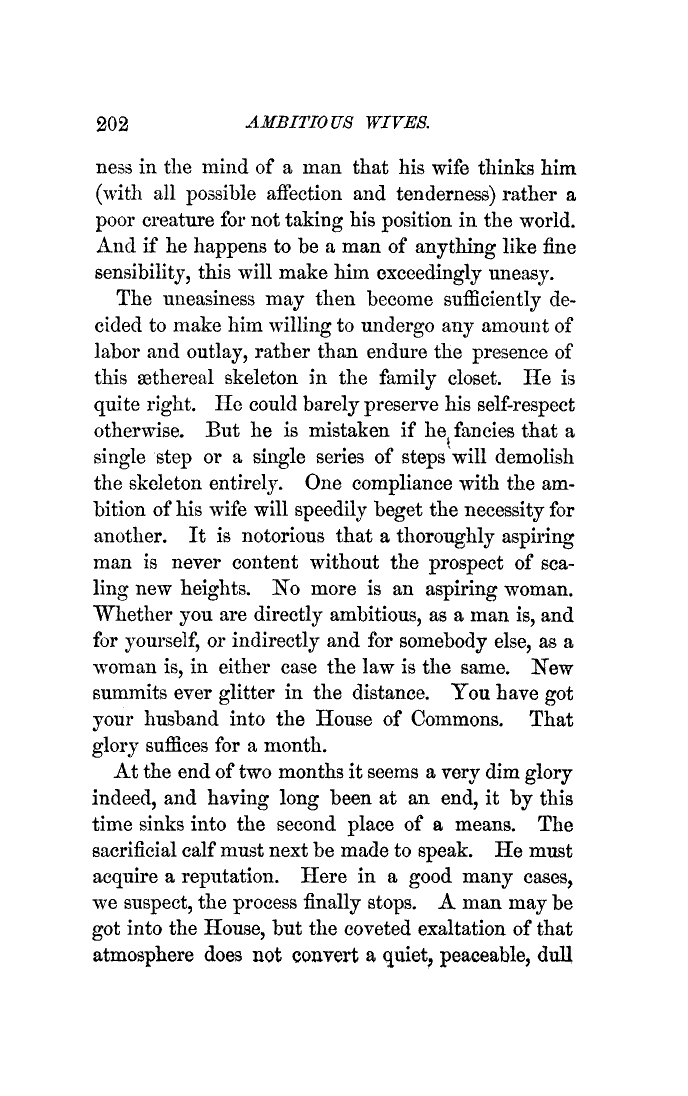 202 AMBITIOUS WIVES.
ness in the mind of a man that his wife thinks him
(with all possible affection and tenderness) rather a
poor creature for not taking his position in the world.
And if he happens to be a man of anything like fine
sensibility, this will make him exceedingly uneasy.
The uneasiness may then become sufficiently de-
cided to make him willing to undergo any amount of
labor and outlay, rather than endure the presence of
this æthereal skeleton in the family closet. He is
quite right. He could barely preserve his self-respect
otherwise. But he is mistaken if he fancies that a
single step or a single series of steps will demolish
the skeleton entirely. One compliance with the am-
bition of his wife will speedily beget the necessity for
another. It is notorious that a thoroughly aspiring
man is never content without the prospect of sca-
ling new heights. No more is an aspiring woman.
Whether you are directly ambitious, as a man is, and
for yourself, or indirectly and for somebody else, as a
woman is, in either case the law is the same. New
summits ever glitter in the distance. You have got
your husband into the House of Commons. That
glory suffices for a month.
At the end of two months it seems a very dim glory
indeed, and having long been at an end, it by this
time sinks into the second place of a means. The
sacrificial calf must next be made to speak. He must
acquire a reputation. Here in a good many cases,
we suspect, the process finally stops. A man may be
got into the House, but the coveted exaltation of that
atmosphere does not convert a quiet, peaceable, dull